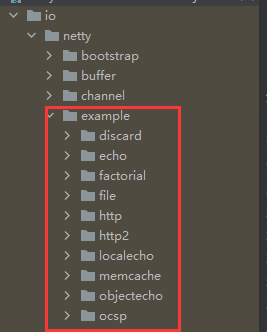 io
netty
bootstrap
buffer
channel
example
discard
echo
factorial
file
http
http2
localecho
memcache
objectecho
ocsp